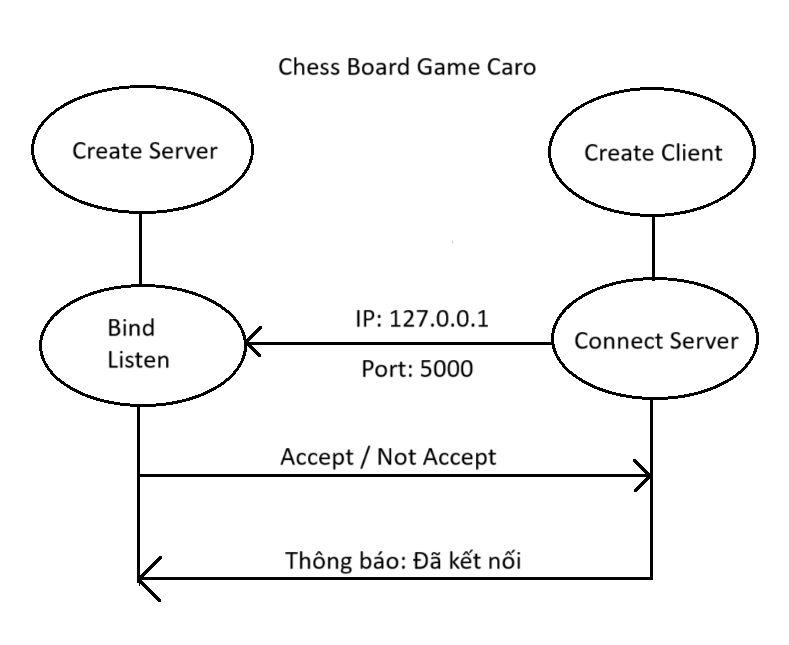 Chess Board Game Caro
Create Server
Create Client
Bind
Listen
IP: 127.0.0.1
Port: 5000
Connect Server
Accept / Not Accept
Thông báo: Đã kết nối